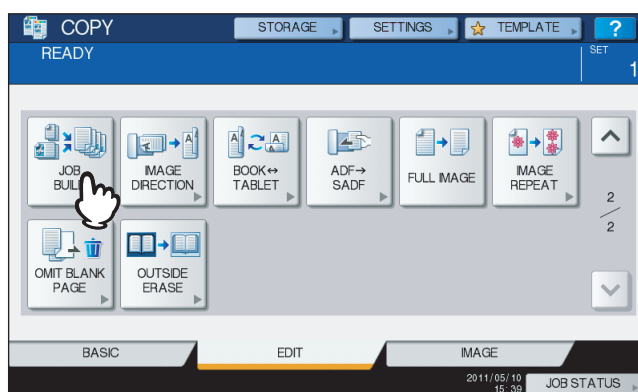 COPY
STORAGE
SETTINGS
TEMPLATE
?
READY
SET
1
JOB
BUIL
IMAGE
DIRECTION
BOOK↔
TABLET
ADF→
SADF
FULL IMAGE
IMAGE
REPEAT
2
2
OMIT BLANK
PAGE
OUTSIDE
ERASE
BASIC
EDIT
IMAGE
2011/05/10
15:39
JOB STATUS